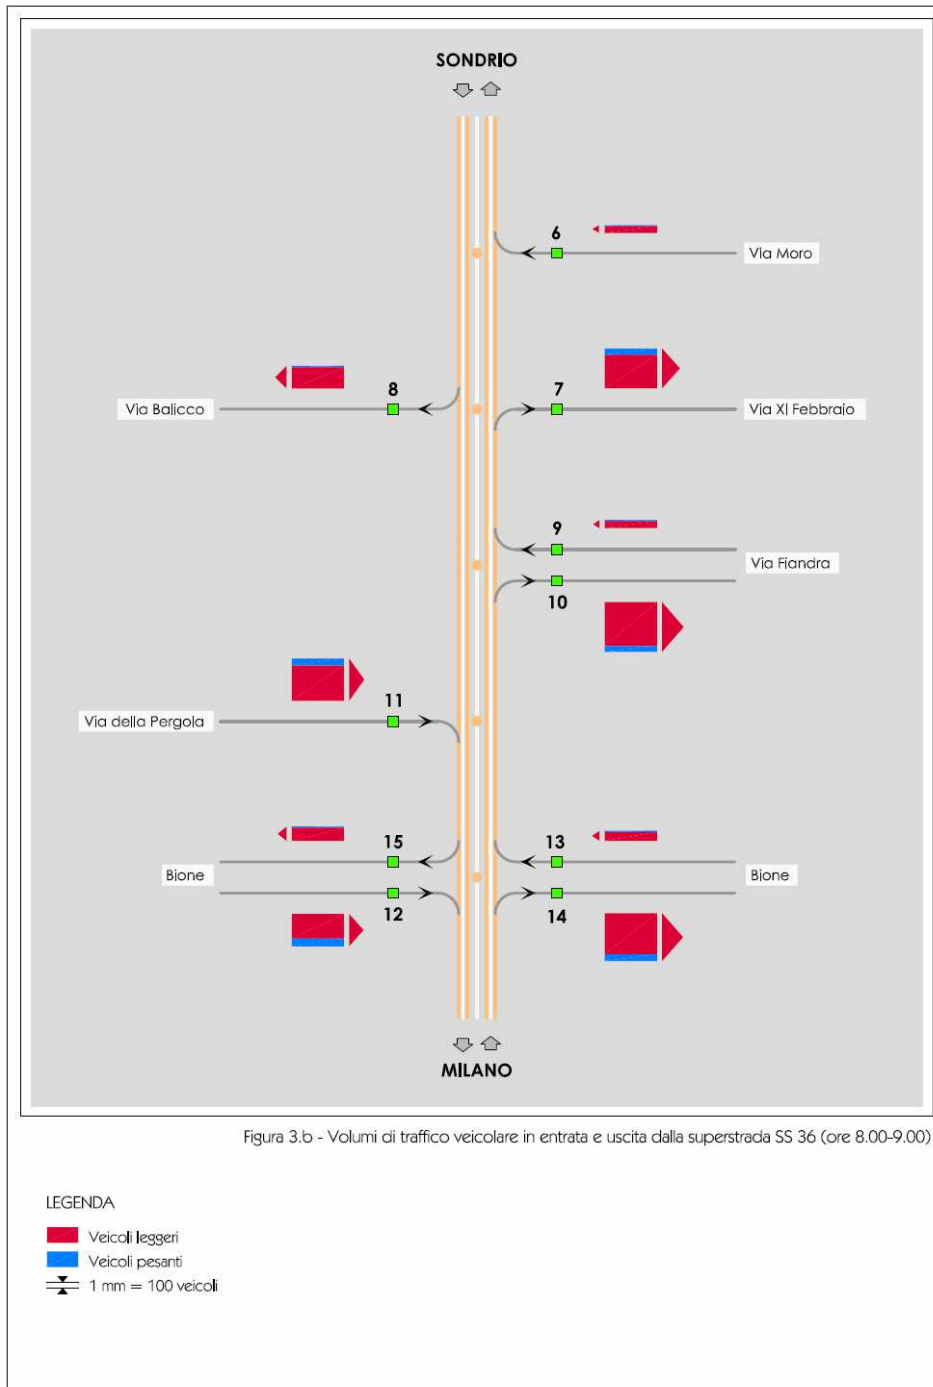 SONDRIO
6
Via Moro
8
7
Via Balicco
Via XI Febbraio
9
Via Fiandra
10
11
Via della Pergola
15
13
Bione
Bione
12
14
MILANO
Figura 3.b - Volumi di traffico veicolare in entrata e uscita dalla superstrada SS 36 (ore 8.00-9.00)
LEGENDA
Veicoli leggeri
Veicoli pesanti
1 mm = 100 veicoli